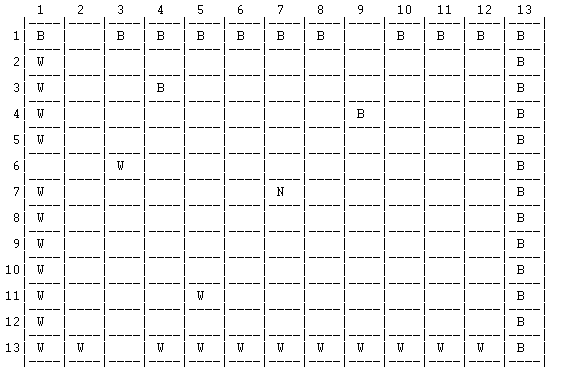 1 2 3 4 5 6 7 8 9 10 11 12 13
1 B B B B B B B B B B B
2 W B
3 W B B
4 W B B
5 W B
6 W B
7 W N B
8 W B
9 W B
10 W B
11 W W B
12 W B
13 W W W W W W W W W W W B